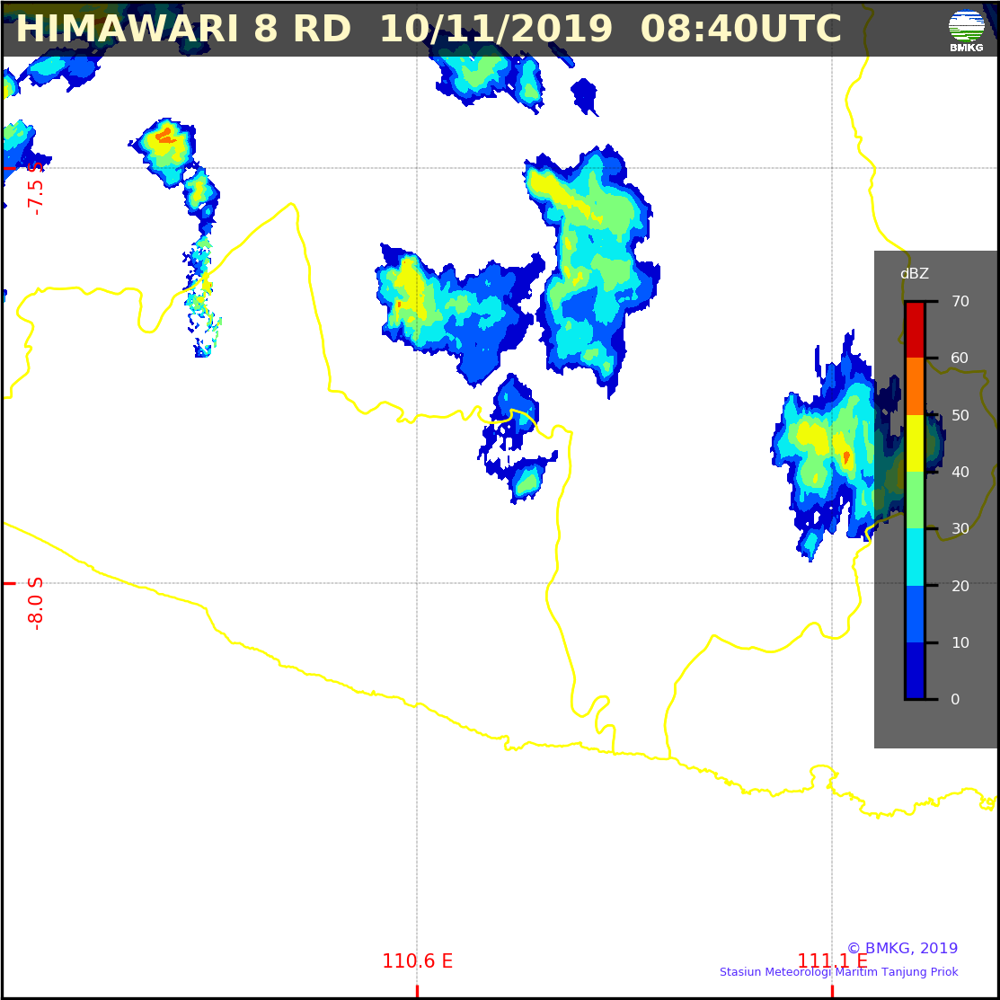 HIMAWARI 8 RD 10/11/2019 08:40UTC
BMKG
-7.5 S
dBZ
70
60
50
40
30
20
10
0
-8.0 S
© BMKG, 2019
110.6 E
111.1 E
Stasiun Meteorologi Maritim Tanjung Priok